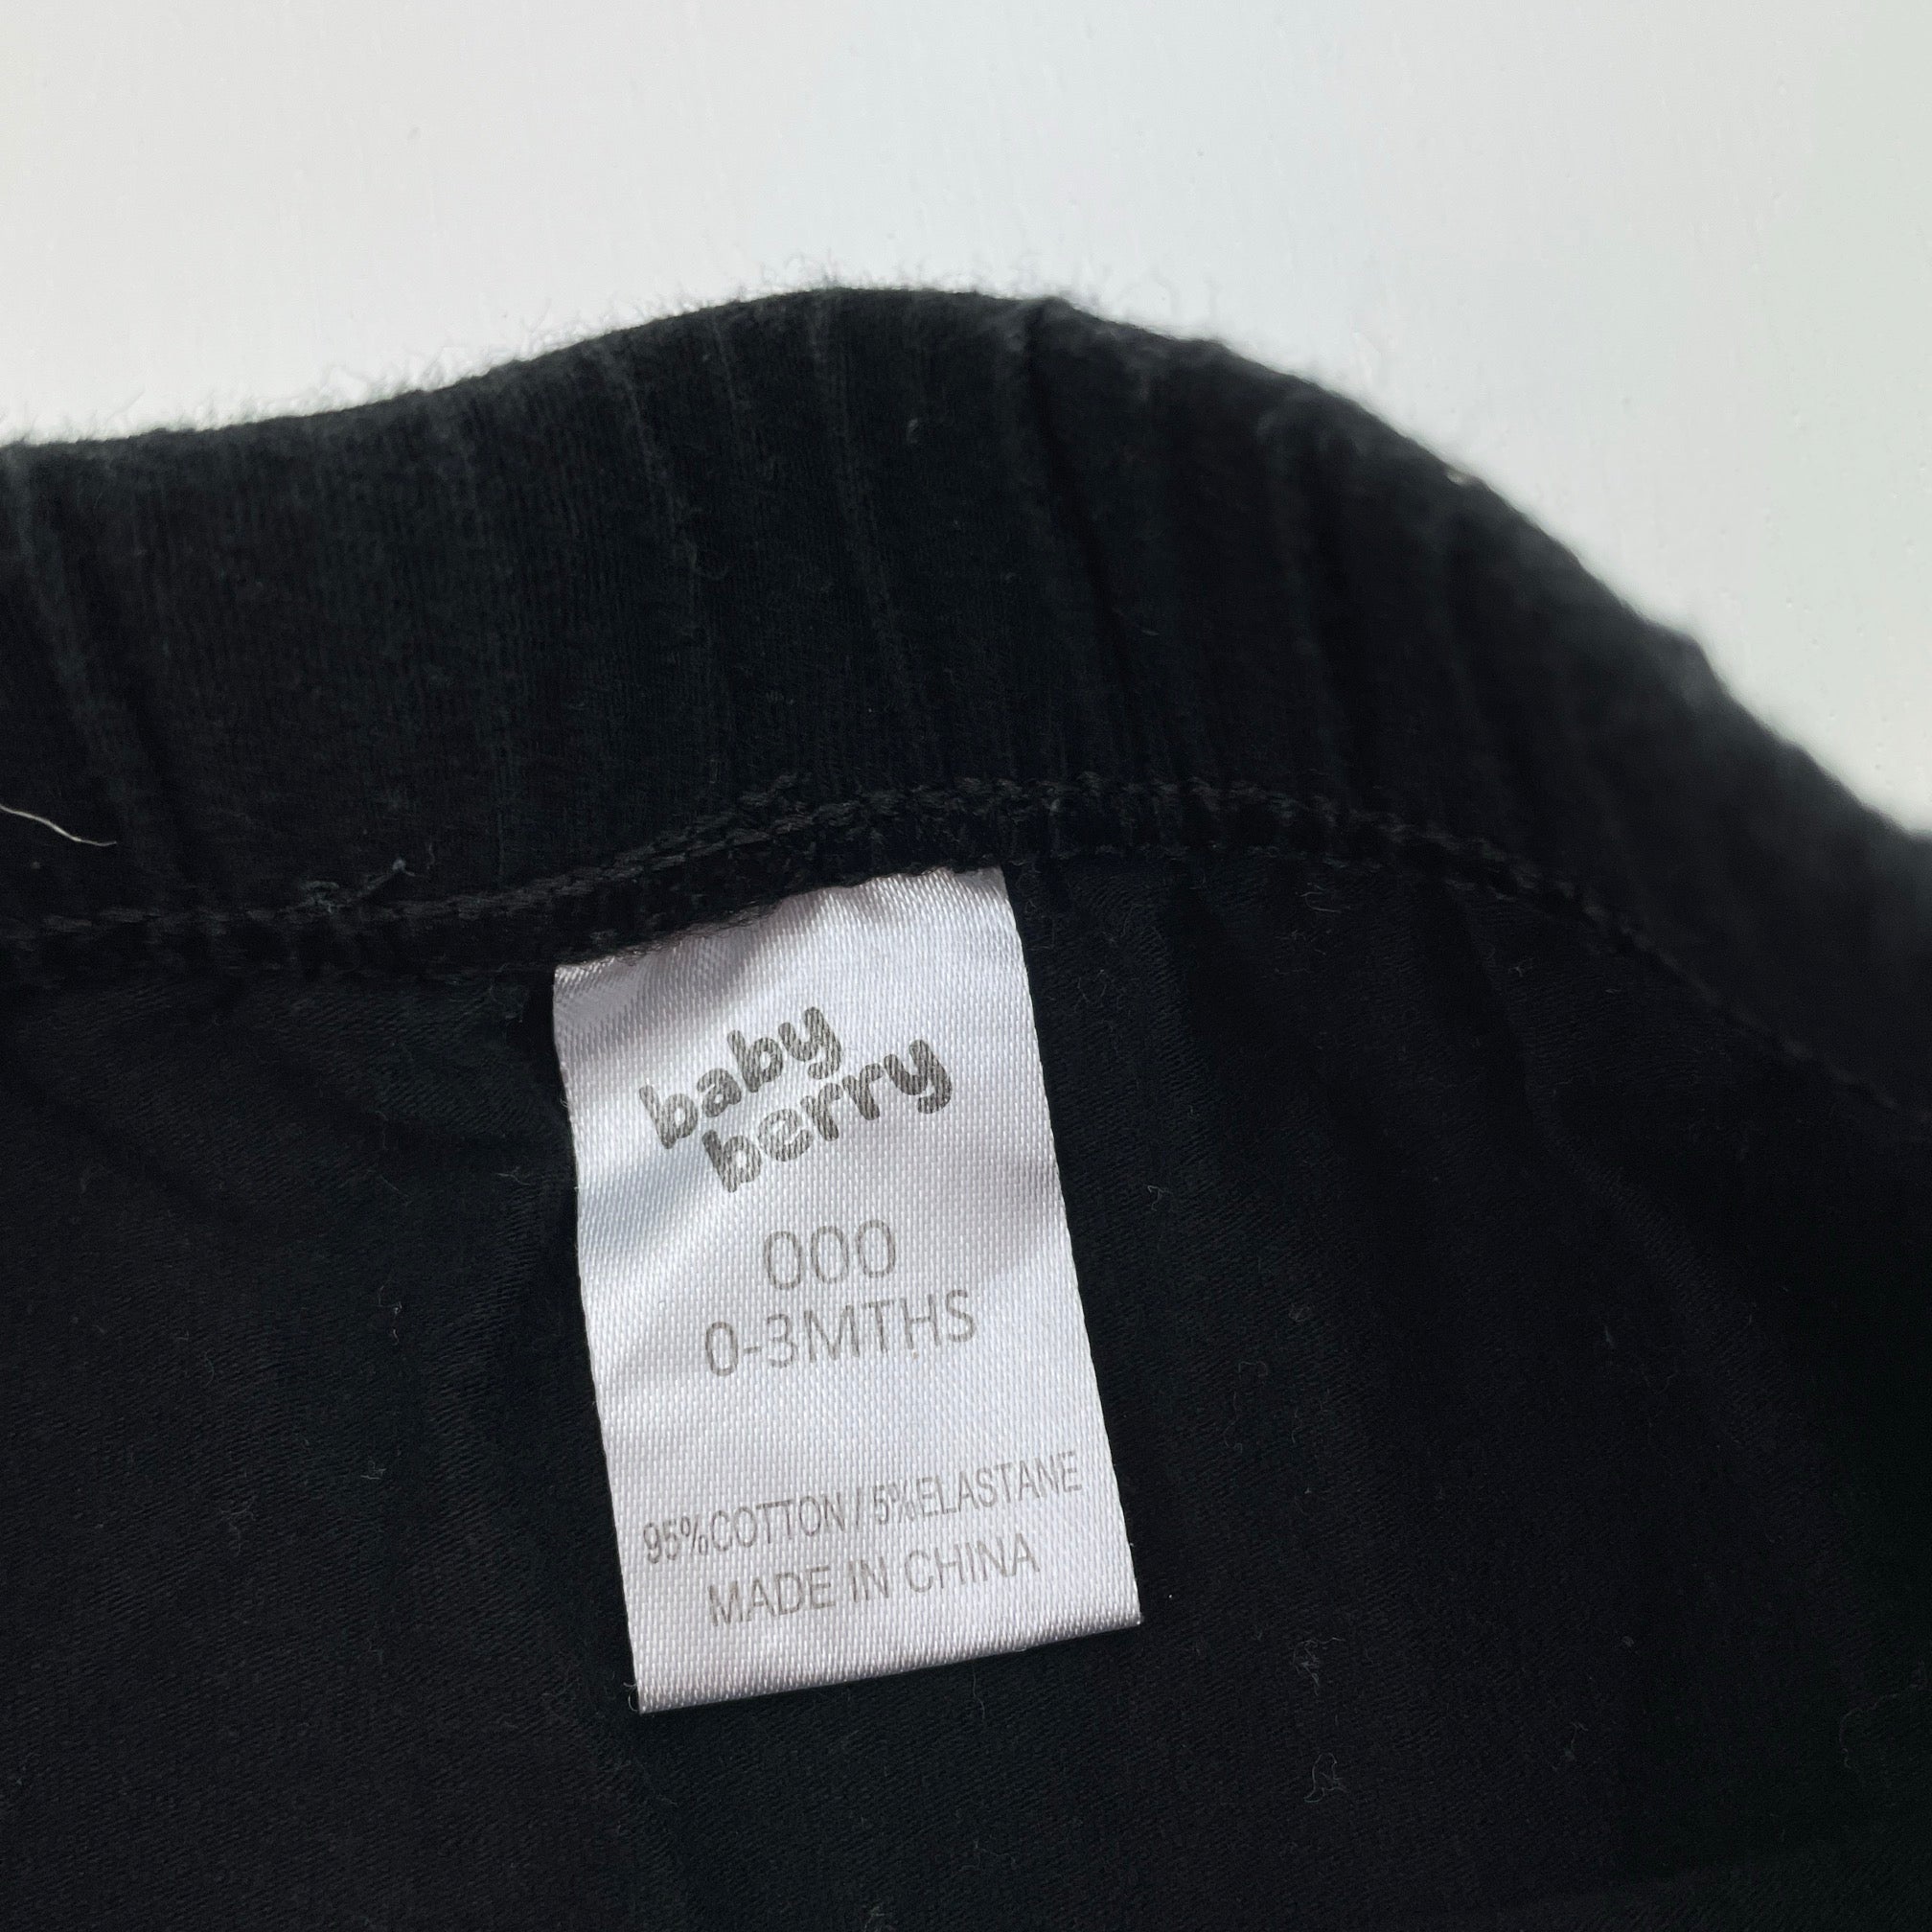 baby
berry
000
0-3MTHS
95%COTTON/5%ELASTANE
MADE IN CHINA